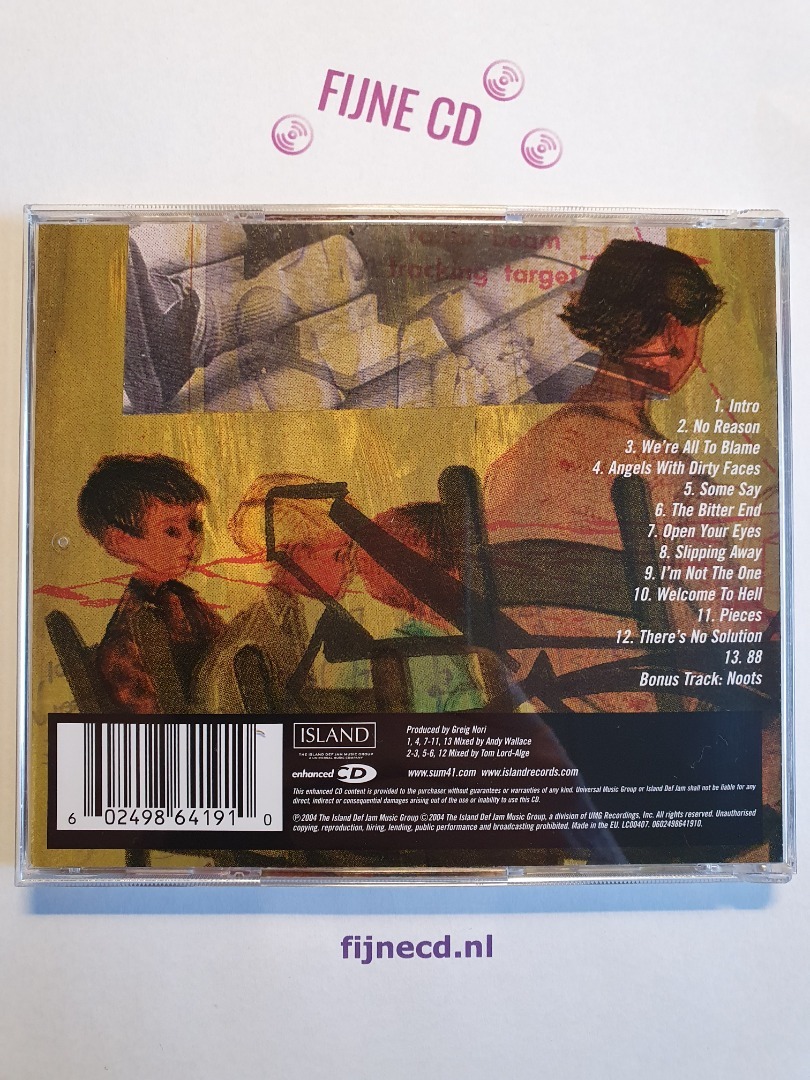 FIJNE CD
beam
tracking target
1. Intro
2. No Reason
3. We're All To Blame
4. Angels With Dirty Faces
5. Some Say
6. The Bitter End
7. Open Your Eyes
8. Slipping Away
9. I'm Not The One
10. Welcome To Hell
11. Pieces
12. There's No Solution
13. 88
Bonus Track: Noots
ISLAND
THE ISLAND DEF JAM MUSIC GROUP
A UNIVERSAL MUSIC COMPANY
enhanced CD
Produced by Greig Nori
1, 4, 7-11, 13 Mixed by Andy Wallace
2-3, 5-6, 12 Mixed by Tom Lord-Alge
www.sum41.com www.islandrecords.com
This enhanced CD content is provided to the purchaser without guarantees or warranties of any kind. Universal Music Group or Island Def Jam shall not be liable for any
direct, indirect or consequential damages arising out of the use or inability to use this CD.
℗2004 The Island Def Jam Music Group ©2004 The Island Def Jam Music Group, a division of UMG Recordings, Inc. All rights reserved. Unauthorised
copying, reproduction, hiring, lending, public performance and broadcasting prohibited. Made in the EU. LC00407. 0602498641910.
6 02498 64191 0
fijnecd.nl